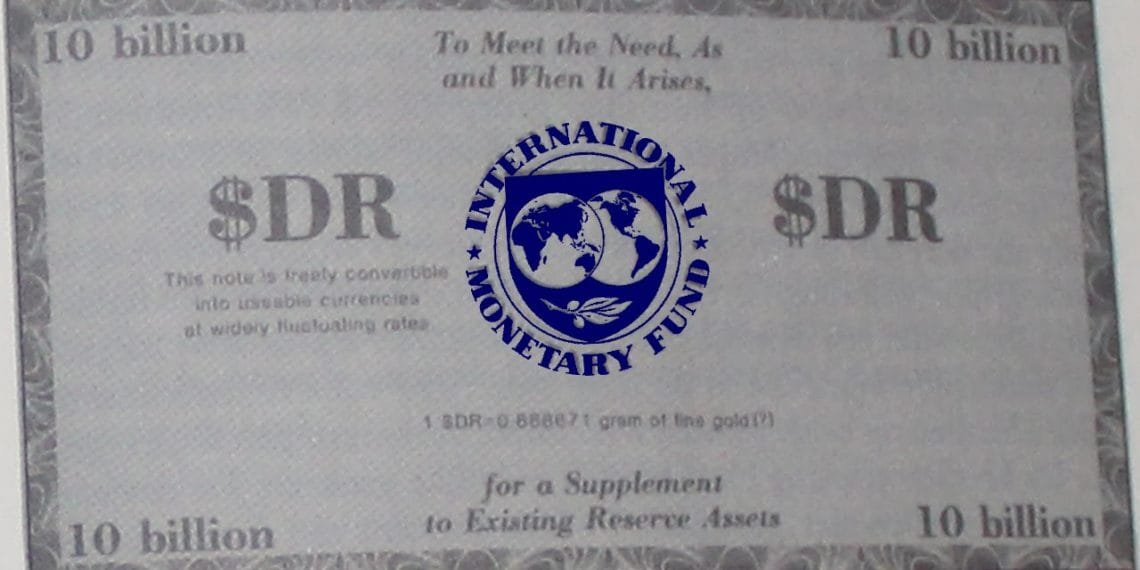 10 billion
To Meet the Need, As
and When It Arises,
10 billion
INTERNATIONAL
MONETARY FUND
$DR
$DR
This note is freely convertible
into useable currencies
at widely fluctuating rates
1 $DR=0.888671 gram of fine gold(?)
for a Supplement
to Existing Reserve Assets
10 billion
10 billion